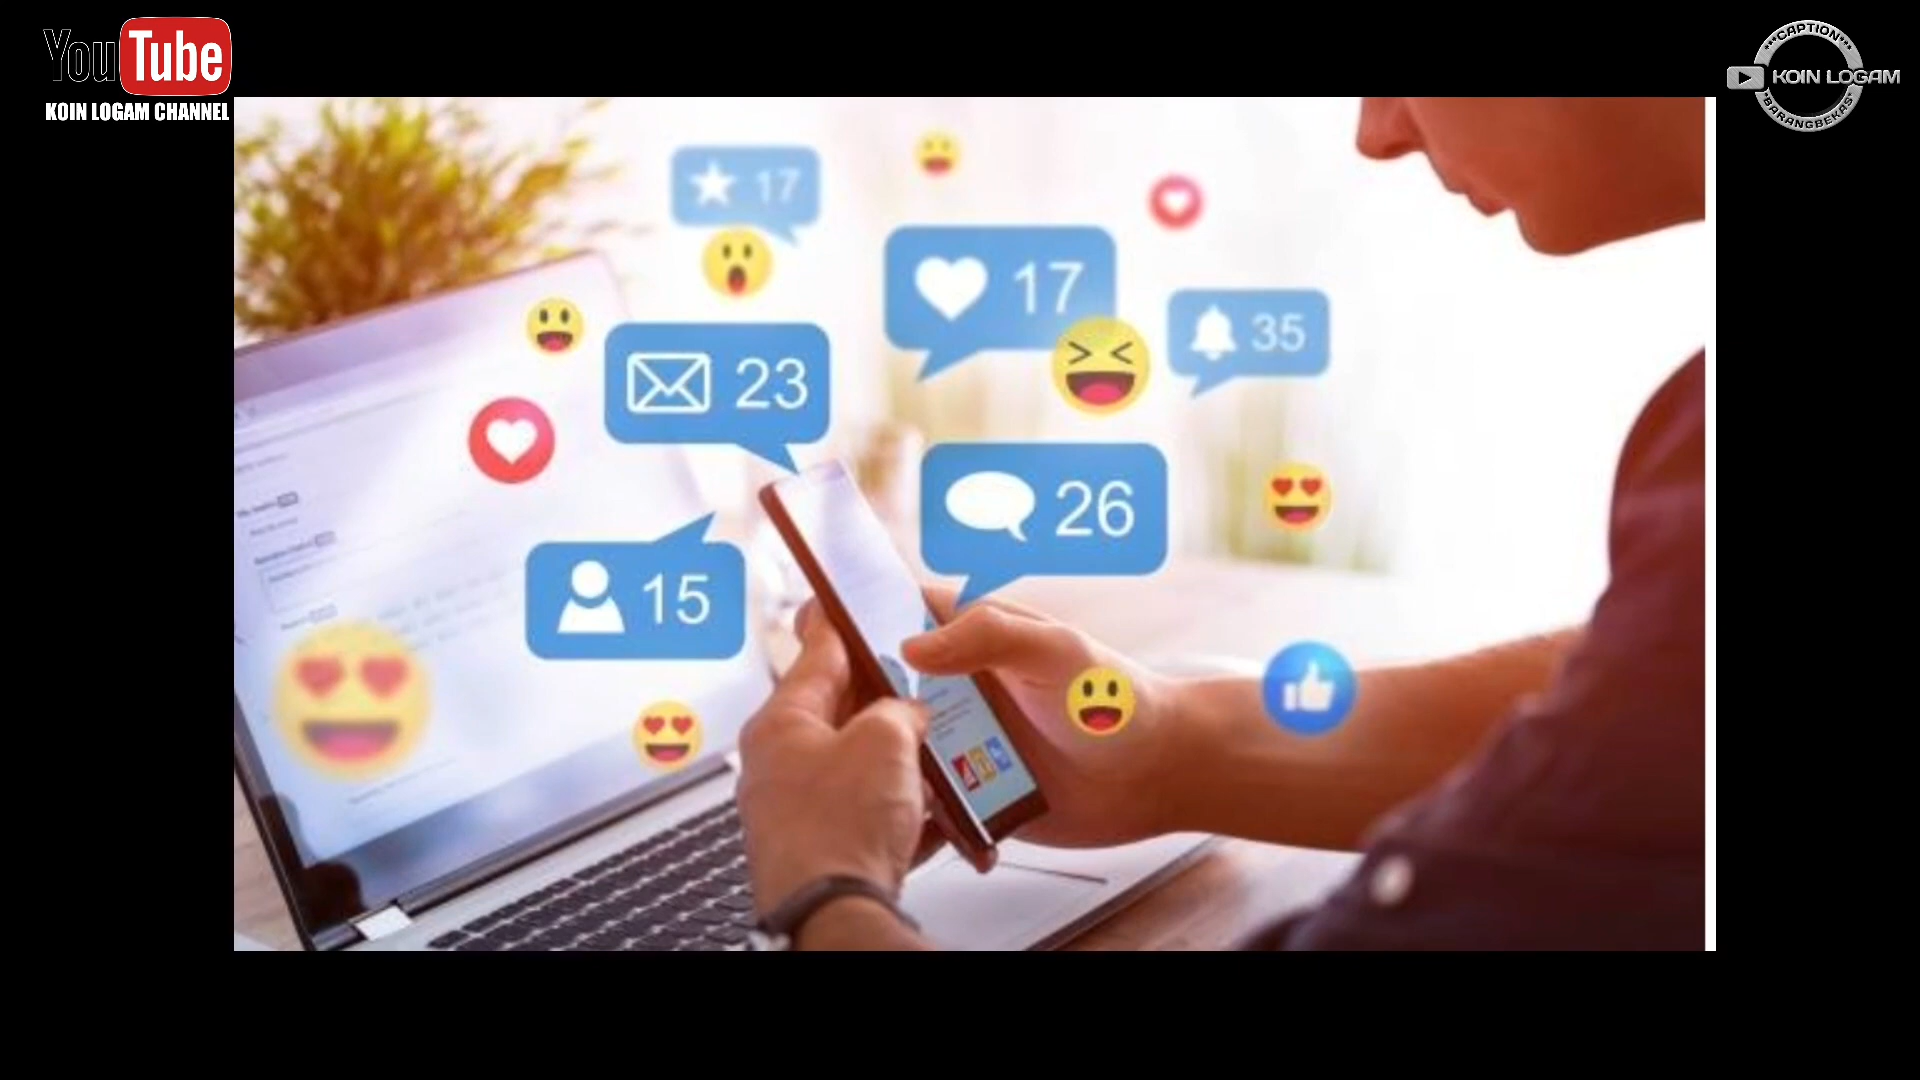 YouTube
KOIN LOGAM CHANNEL
CAPTION
KOIN LOGAM
BARANGBEKAS
17
17
35
23
26
15